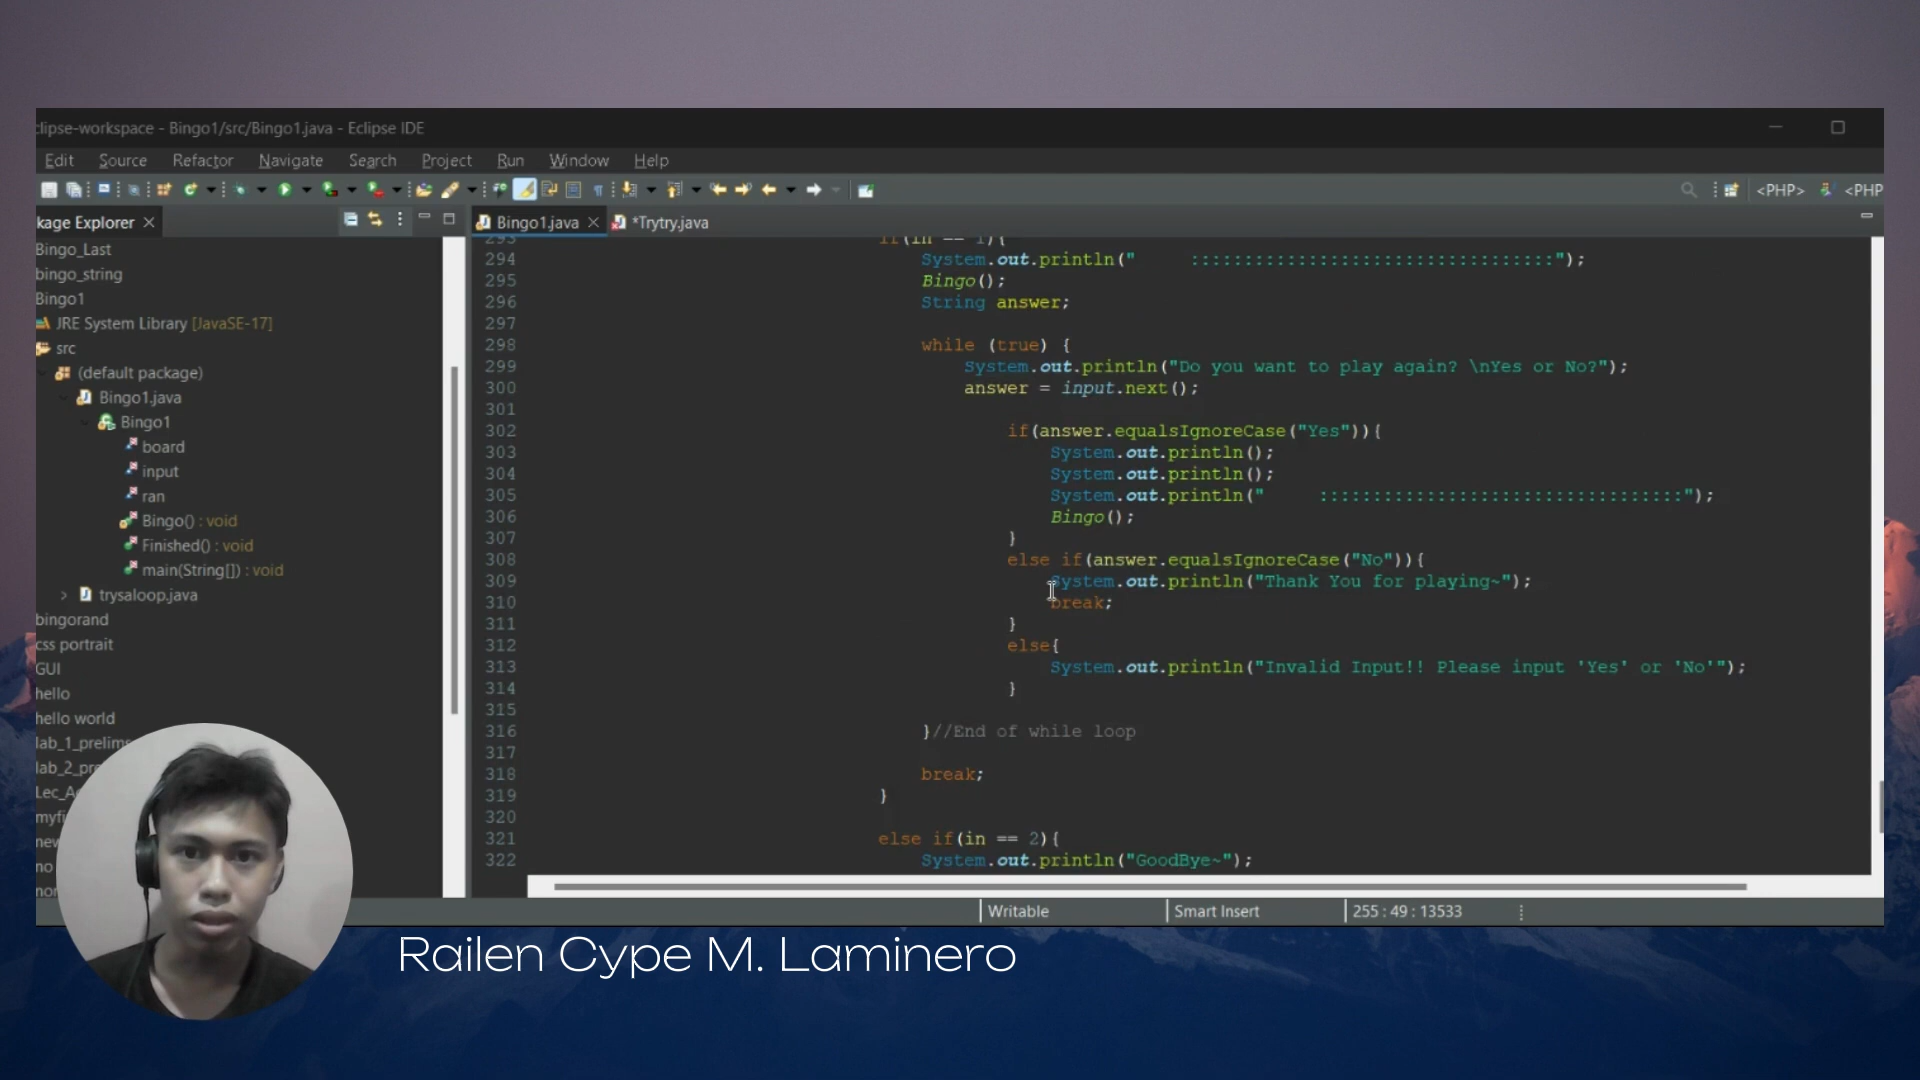 clipse-workspace - Bingo1/src/Bingo1.java - Eclipse IDE
Edit Source Refactor Navigate Search Project Run Window Help
<PHP> <PHP
kage Explorer
Bingo1.java *Trytry.java
Bingo_Last
bingo_string
Bingo1
JRE System Library [JavaSE-17]
src
(default package)
Bingo1.java
Bingo1
board
input
ran
Bingo() : void
Finished() : void
main(String[]) : void
trysaloop.java
bingorand
css portrait
GUI
hello
hello world
lab_1_prelims
lab_2_pre
Lec_A
myfi
new
no
293 if(in == 1){
294 System.out.println("     ::::::::::::::::::::::::::::::::::");
295 Bingo();
296 String answer;
297
298 while (true) {
299 System.out.println("Do you want to play again? \nYes or No?");
300 answer = input.next();
301
302 if(answer.equalsIgnoreCase("Yes")){
303 System.out.println();
304 System.out.println();
305 System.out.println("     ::::::::::::::::::::::::::::::::::");
306 Bingo();
307 }
308 else if(answer.equalsIgnoreCase("No")){
309 System.out.println("Thank You for playing~");
310 break;
311 }
312 else{
313 System.out.println("Invalid Input!! Please input 'Yes' or 'No'");
314 }
315
316 }//End of while loop
317
318 break;
319 }
320
321 else if(in == 2){
322 System.out.println("GoodBye~");
Writable Smart Insert 255 : 49 : 13533
Railen Cype M. Laminero